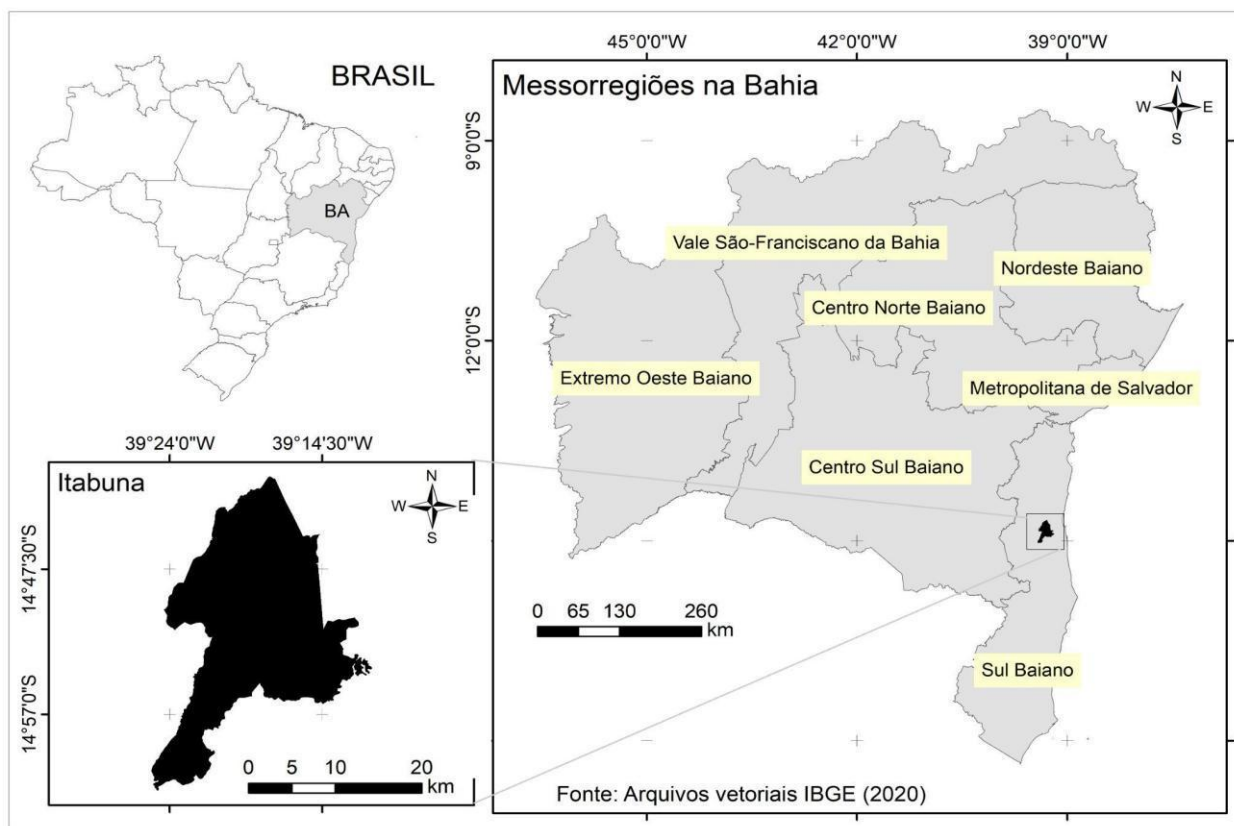 BRASIL
BA
45°0'0"W 42°0'0"W 39°0'0"W
Messorregiões na Bahia
N
W E
S
9°0'0"S
12°0'0"S
Vale São-Franciscano da Bahia
Nordeste Baiano
Centro Norte Baiano
Extremo Oeste Baiano
Metropolitana de Salvador
Centro Sul Baiano
Sul Baiano
0 65 130 260
km
Fonte: Arquivos vetoriais IBGE (2020)
39°24'0"W 39°14'30"W
Itabuna
N
W E
S
14°47'30"S
14°57'0"S
0 5 10 20
km